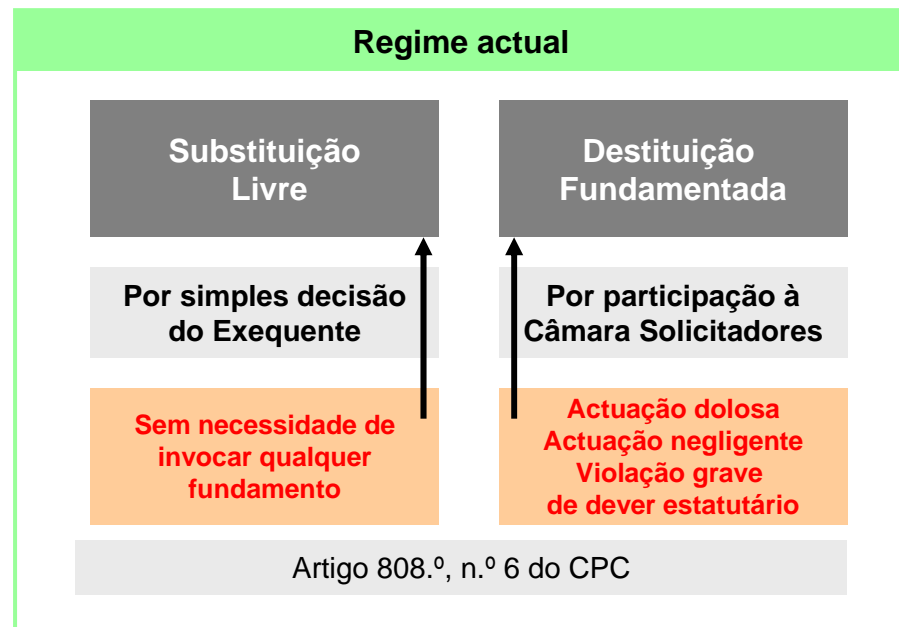 Regime actual
Substituição
Livre
Por simples decisão
do Exequente
Sem necessidade de
invocar qualquer
fundamento
Destituição
Fundamentada
Por participação à
Câmara Solicitadores
Actuação dolosa
Actuação negligente
Violação grave
de dever estatutário
Artigo 808.º, n.º 6 do CPC